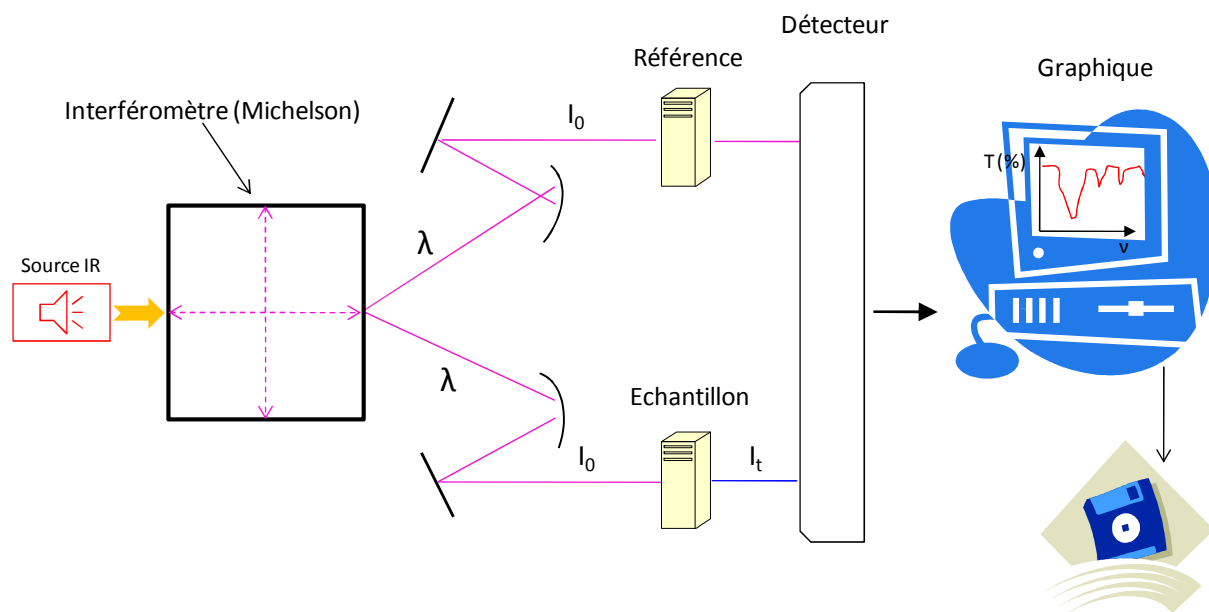 Détecteur
Référence
Graphique
Interféromètre (Michelson)
I₀
T (%)
λ
ν
Source IR
λ
Echantillon
I₀
Iₜ